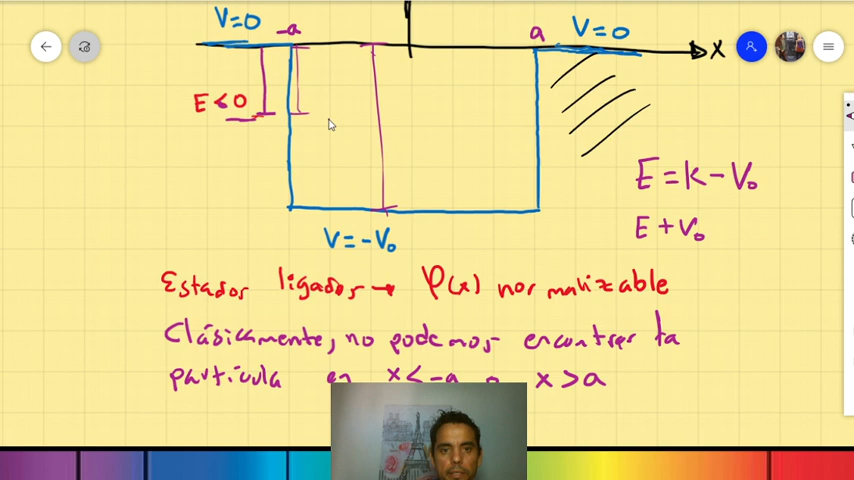 V=0
-a
a
V=0
x
E<0
E=K-V₀
E+V₀
V=-V₀
Estados ligados → Ψ(x) normalizable
Clásicamente, no podemos encontrar la
partícula en x<-a o x>a